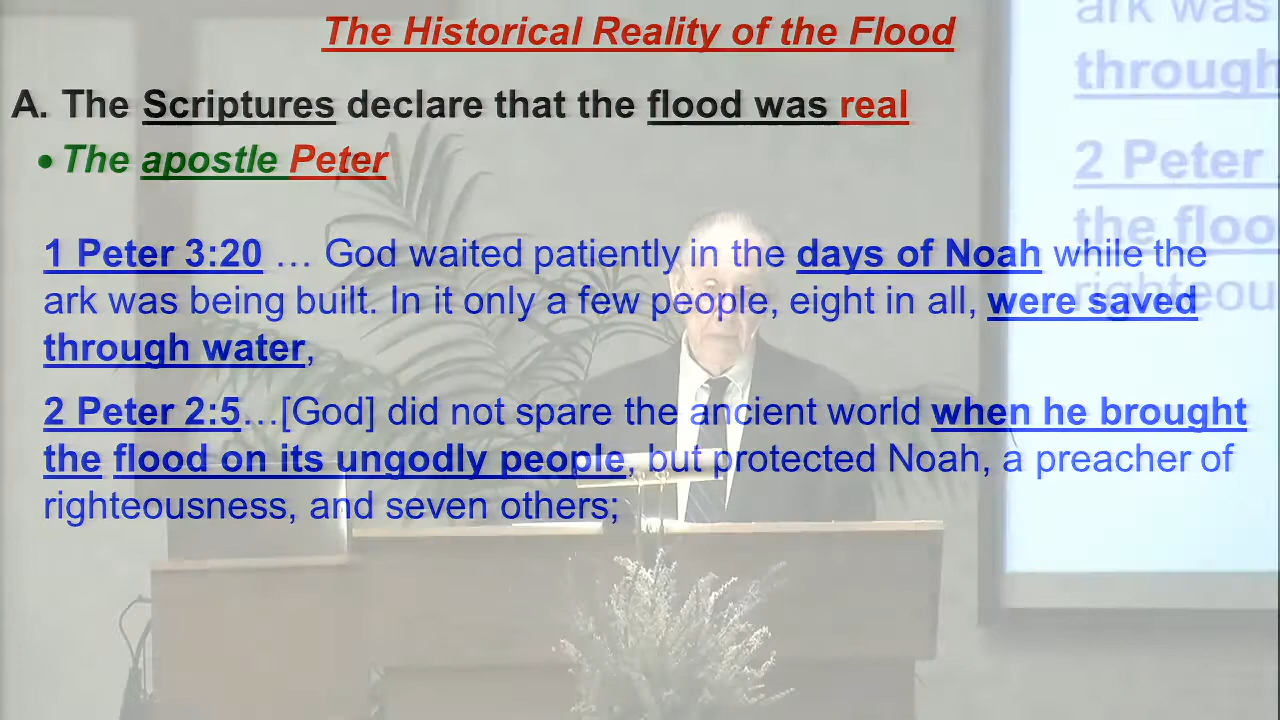 The Historical Reality of the Flood
A. The Scriptures declare that the flood was real
• The apostle Peter
1 Peter 3:20 … God waited patiently in the days of Noah while the
ark was being built. In it only a few people, eight in all, were saved
through water,
2 Peter 2:5…[God] did not spare the ancient world when he brought
the flood on its ungodly people, but protected Noah, a preacher of
righteousness, and seven others;
ark was
through
2 Peter
the floo
righteou